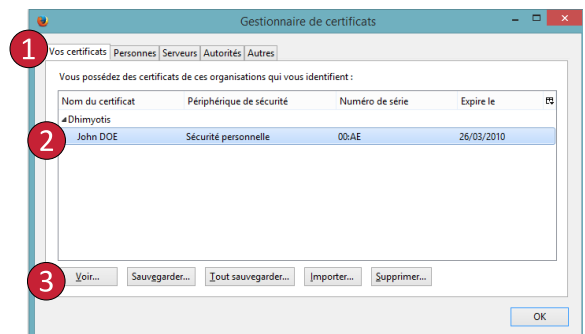 Gestionnaire de certificats
1
Vos certificats Personnes Serveurs Autorités Autres
Vous possédez des certificats de ces organisations qui vous identifient :
Nom du certificat Périphérique de sécurité Numéro de série Expire le
Dhimyotis
2
John DOE Sécurité personnelle 00:AE 26/03/2010
3
Voir... Sauvegarder... Tout sauvegarder... Importer... Supprimer...
OK